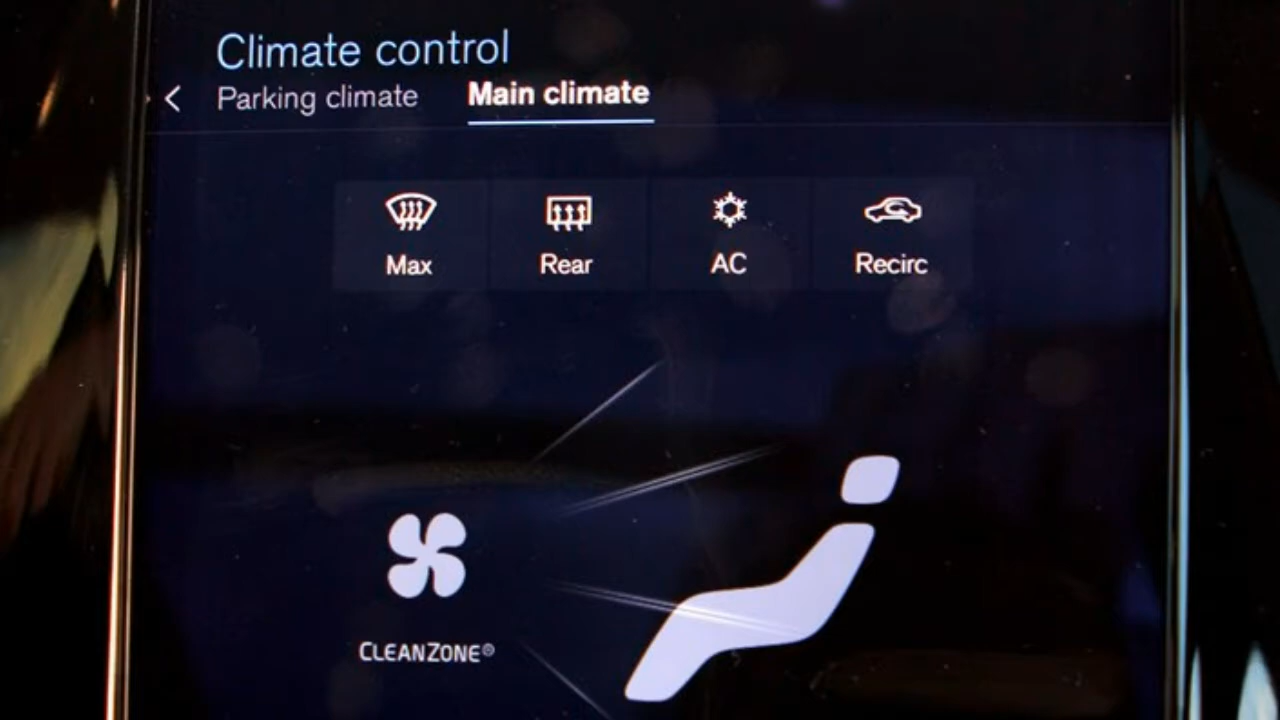 Climate control
Parking climate Main climate
Max Rear AC Recirc
CLEANZONE®